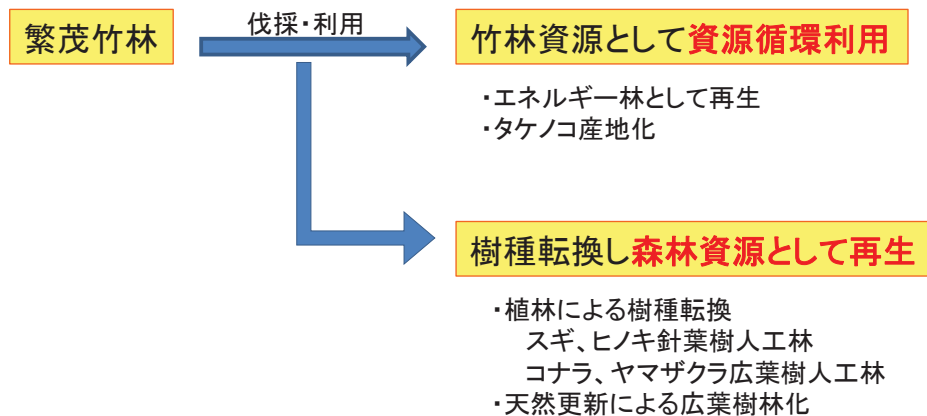 繁茂竹林
伐採・利用
竹林資源として資源循環利用
・エネルギー林として再生
・タケノコ産地化
樹種転換し森林資源として再生
・植林による樹種転換
スギ、ヒノキ針葉樹人工林
コナラ、ヤマザクラ広葉樹人工林
・天然更新による広葉樹林化